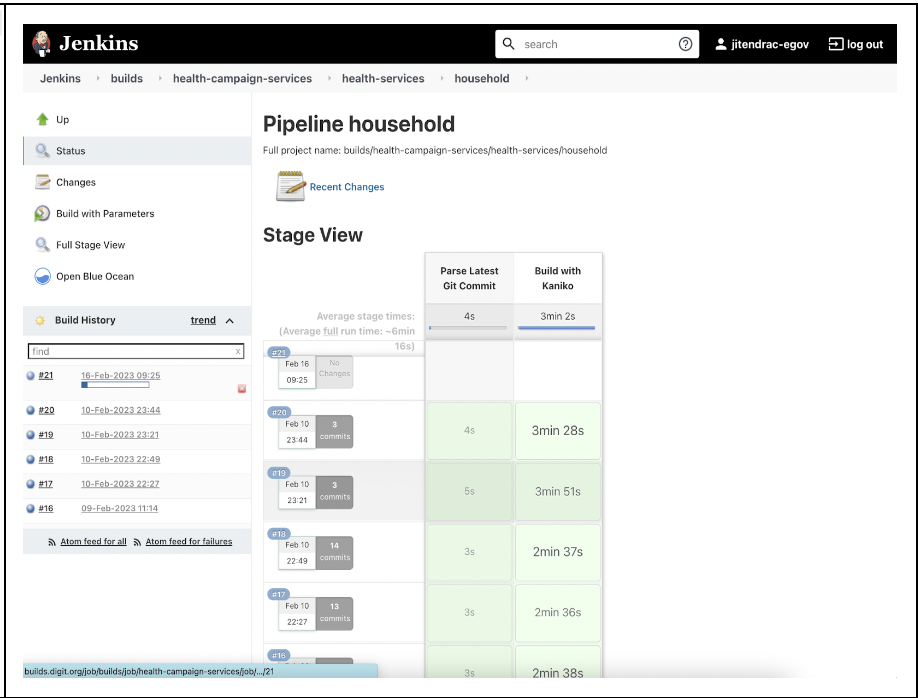 Jenkins
search
jitendrac-egov
log out
Jenkins
builds
health-campaign-services
health-services
household
Up
Status
Changes
Build with Parameters
Full Stage View
Open Blue Ocean
Build History
trend
find
x
#21
16-Feb-2023 09:25
#20
10-Feb-2023 23:44
#19
10-Feb-2023 23:21
#18
10-Feb-2023 22:49
#17
10-Feb-2023 22:27
#16
09-Feb-2023 11:14
Atom feed for all
Atom feed for failures
Pipeline household
Full project name: builds/health-campaign-services/health-services/household
Recent Changes
Stage View
Parse Latest
Git Commit
Build with
Kaniko
Average stage times:
(Average full run time: ~6min
16s)
4s
3min 2s
#21
Feb 16
09:25
No
Changes
#20
Feb 10
23:44
3
commits
4s
3min 28s
#19
Feb 10
23:21
3
commits
5s
3min 51s
#18
Feb 10
22:49
14
commits
3s
2min 37s
#17
Feb 10
22:27
13
commits
3s
2min 36s
#16
3s
2min 38s
builds.digit.org/job/builds/job/health-campaign-services/job/.../21